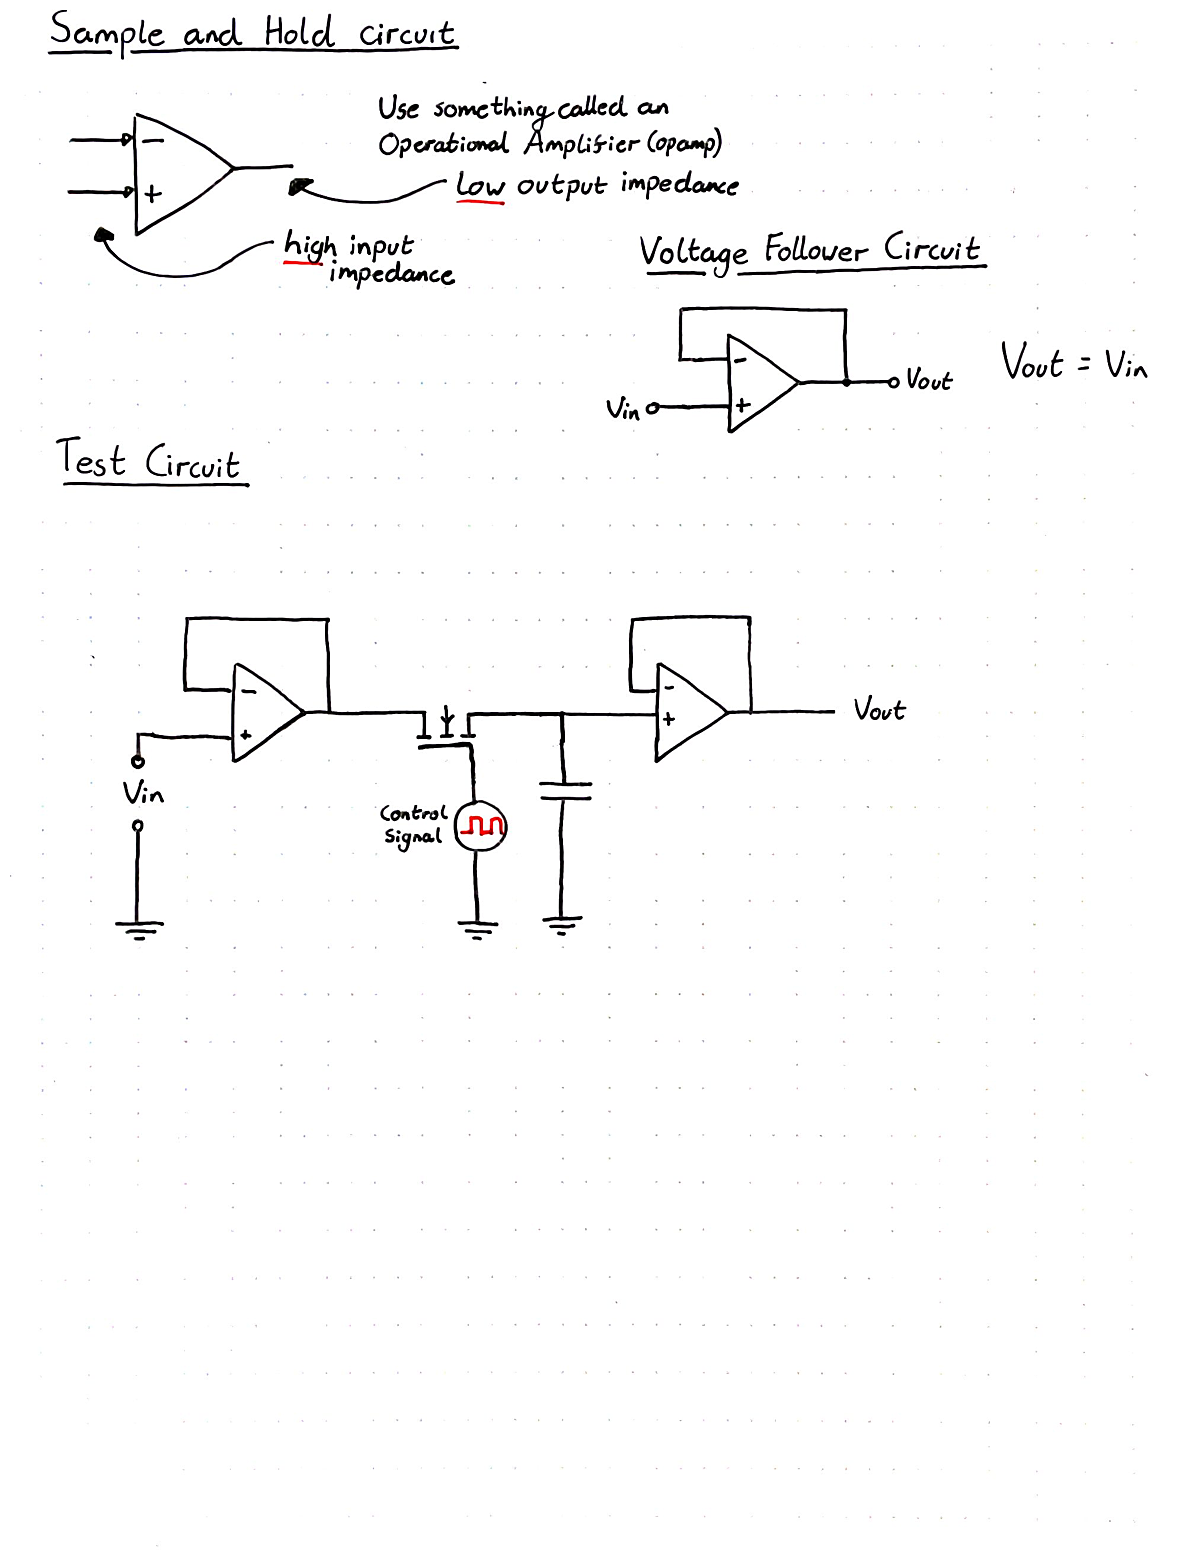 Sample and Hold circuit
Use something called an
Operational Amplifier (opamp)
Low output impedance
high input
impedance
Voltage Follower Circuit
-
+
Vin
Vout
Vout = Vin
Test Circuit
-
+
Vin
Control
Signal
-
+
Vout